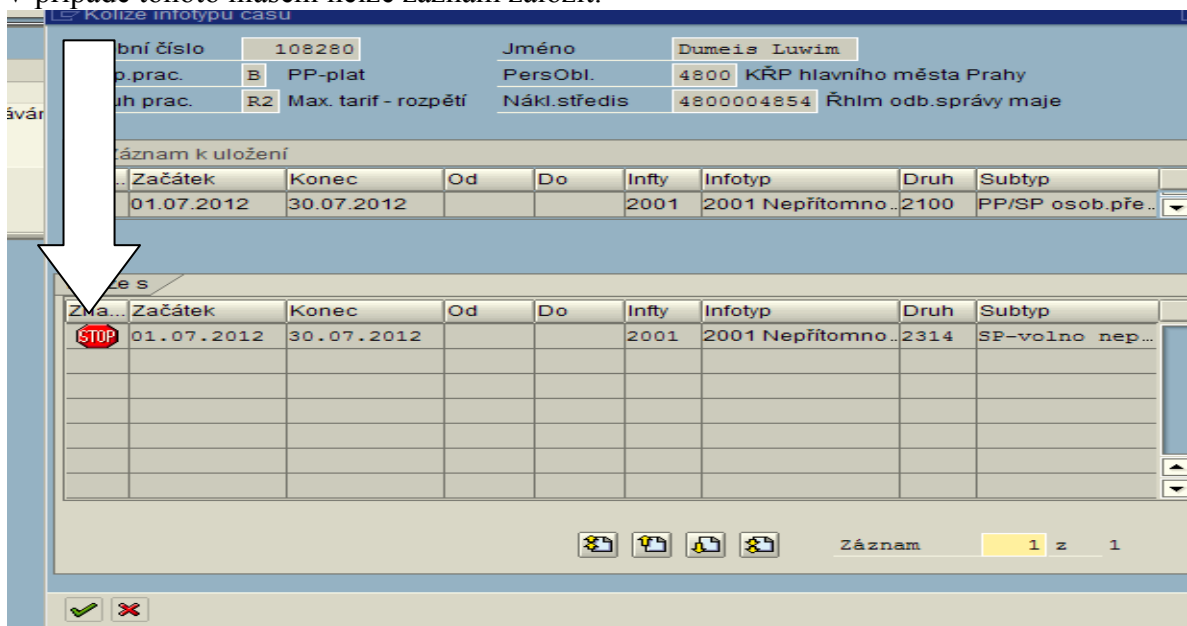 V případě tohoto hlášení nelze záznam založit.
Kolize infotypu času
bní číslo 108280 Jméno Dumeis Luwim
p.prac. B PP-plat PersObl. 4800 KŘP hlavního města Prahy
uh prac. R2 Max. tarif - rozpětí Nákl.středis 4800004854 Řhlm odb.správy maje
áznam k uložení
.. Začátek Konec Od Do Infty Infotyp Druh Subtyp
01.07.2012 30.07.2012 2001 2001 Nepřítomno.. 2100 PP/SP osob.pře..
ze s
Zna... Začátek Konec Od Do Infty Infotyp Druh Subtyp
STOP 01.07.2012 30.07.2012 2001 2001 Nepřítomno.. 2314 SP-volno nep...
Záznam 1 z 1